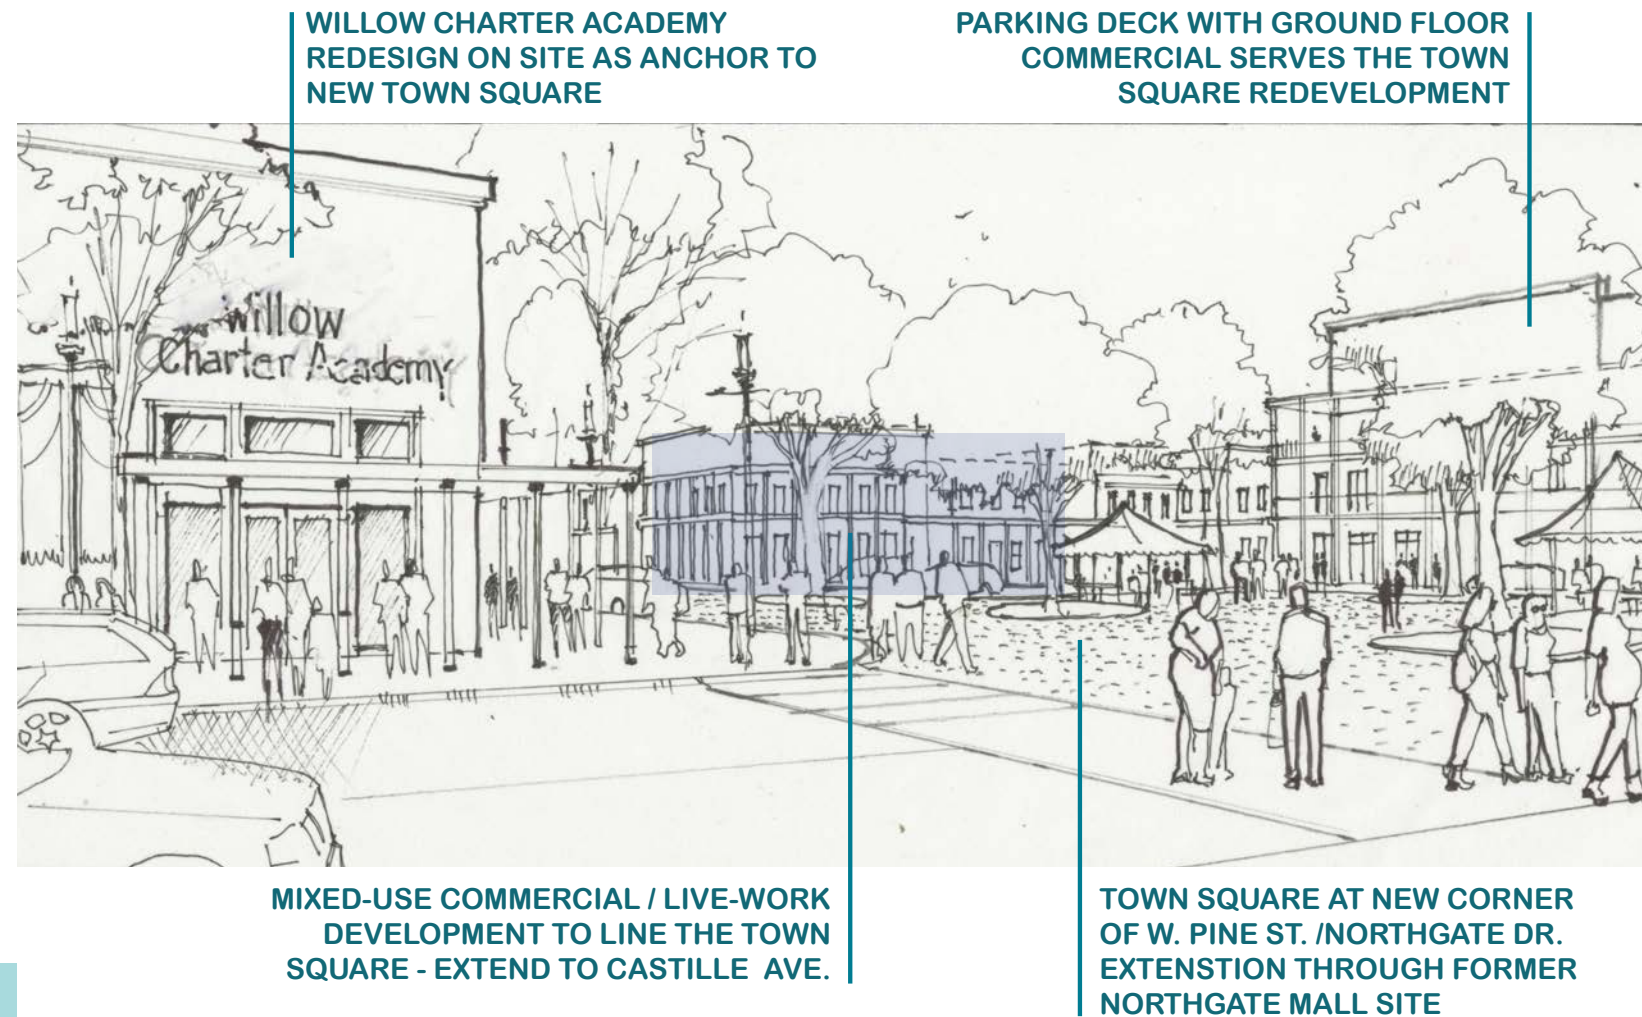 WILLOW CHARTER ACADEMY
REDESIGN ON SITE AS ANCHOR TO
NEW TOWN SQUARE
PARKING DECK WITH GROUND FLOOR
COMMERCIAL SERVES THE TOWN
SQUARE REDEVELOPMENT
willow
Charter Academy
MIXED-USE COMMERCIAL / LIVE-WORK
DEVELOPMENT TO LINE THE TOWN
SQUARE - EXTEND TO CASTILLE AVE.
TOWN SQUARE AT NEW CORNER
OF W. PINE ST. /NORTHGATE DR.
EXTENSTION THROUGH FORMER
NORTHGATE MALL SITE